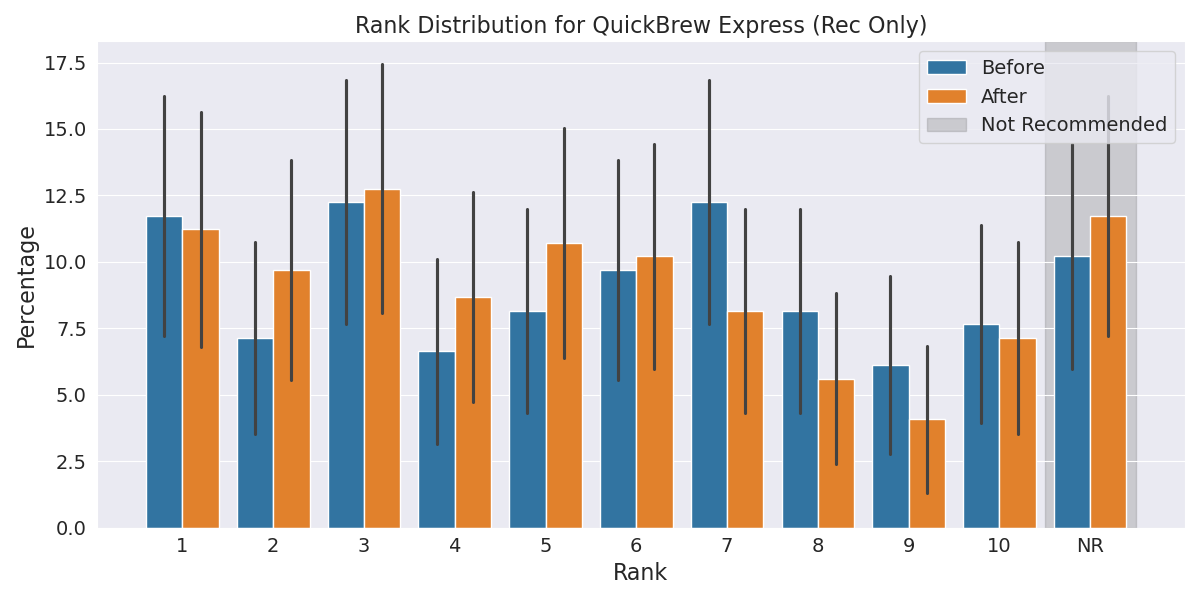 Rank Distribution for QuickBrew Express (Rec Only)
Before
After
Not Recommended
Percentage
17.5
15.0
12.5
10.0
7.5
5.0
2.5
0.0
1 2 3 4 5 6 7 8 9 10 NR
Rank